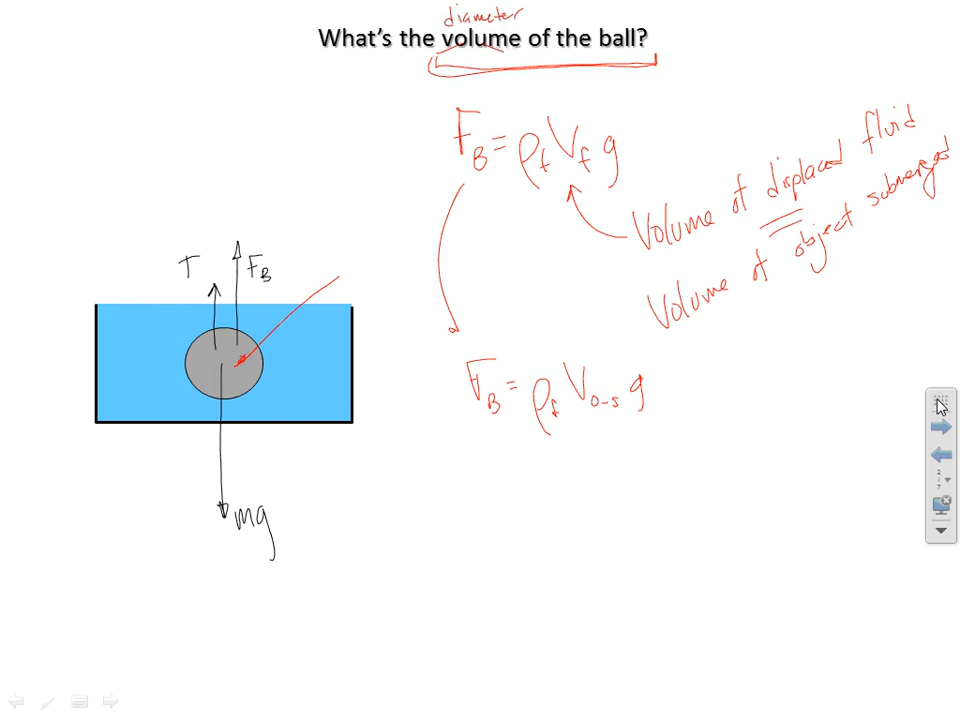 diameter
What's the volume of the ball?
F_B = ρ_f V_f g
Volume of displaced fluid
=
Volume of object submerged
T
F_B
F_B = ρ_f V_o-s g
mg